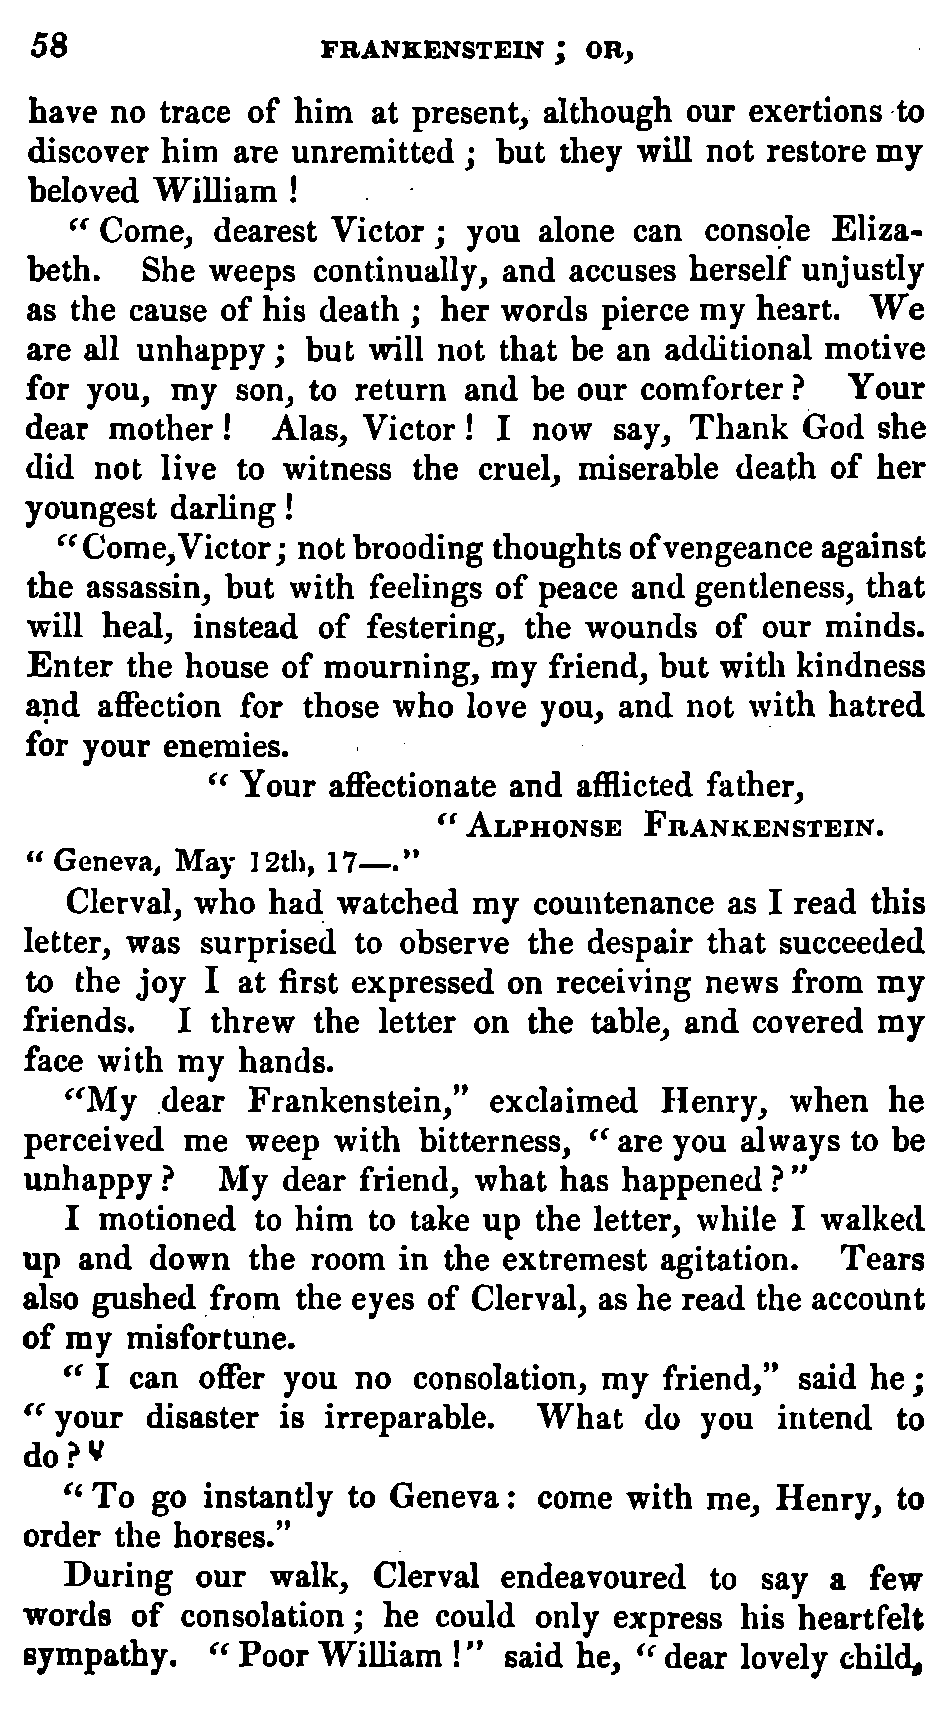 58 FRANKENSTEIN ; OR,
have no trace of him at present, although our exertions to
discover him are unremitted ; but they will not restore my
beloved William !
“ Come, dearest Victor ; you alone can console Eliza-
beth. She weeps continually, and accuses herself unjustly
as the cause of his death ; her words pierce my heart. We
are all unhappy ; but will not that be an additional motive
for you, my son, to return and be our comforter ? Your
dear mother ! Alas, Victor ! I now say, Thank God she
did not live to witness the cruel, miserable death of her
youngest darling !
“ Come, Victor ; not brooding thoughts of vengeance against
the assassin, but with feelings of peace and gentleness, that
will heal, instead of festering, the wounds of our minds.
Enter the house of mourning, my friend, but with kindness
and affection for those who love you, and not with hatred
for your enemies.
“ Your affectionate and afflicted father,
“ ALPHONSE FRANKENSTEIN.
“ Geneva, May 12th, 17—.”
Clerval, who had watched my countenance as I read this
letter, was surprised to observe the despair that succeeded
to the joy I at first expressed on receiving news from my
friends. I threw the letter on the table, and covered my
face with my hands.
“My dear Frankenstein,” exclaimed Henry, when he
perceived me weep with bitterness, “ are you always to be
unhappy ? My dear friend, what has happened ? ”
I motioned to him to take up the letter, while I walked
up and down the room in the extremest agitation. Tears
also gushed from the eyes of Clerval, as he read the account
of my misfortune.
“ I can offer you no consolation, my friend,” said he ;
“ your disaster is irreparable. What do you intend to
do ? ”
“ To go instantly to Geneva : come with me, Henry, to
order the horses.”
During our walk, Clerval endeavoured to say a few
words of consolation ; he could only express his heartfelt
sympathy. “ Poor William !” said he, “ dear lovely child,